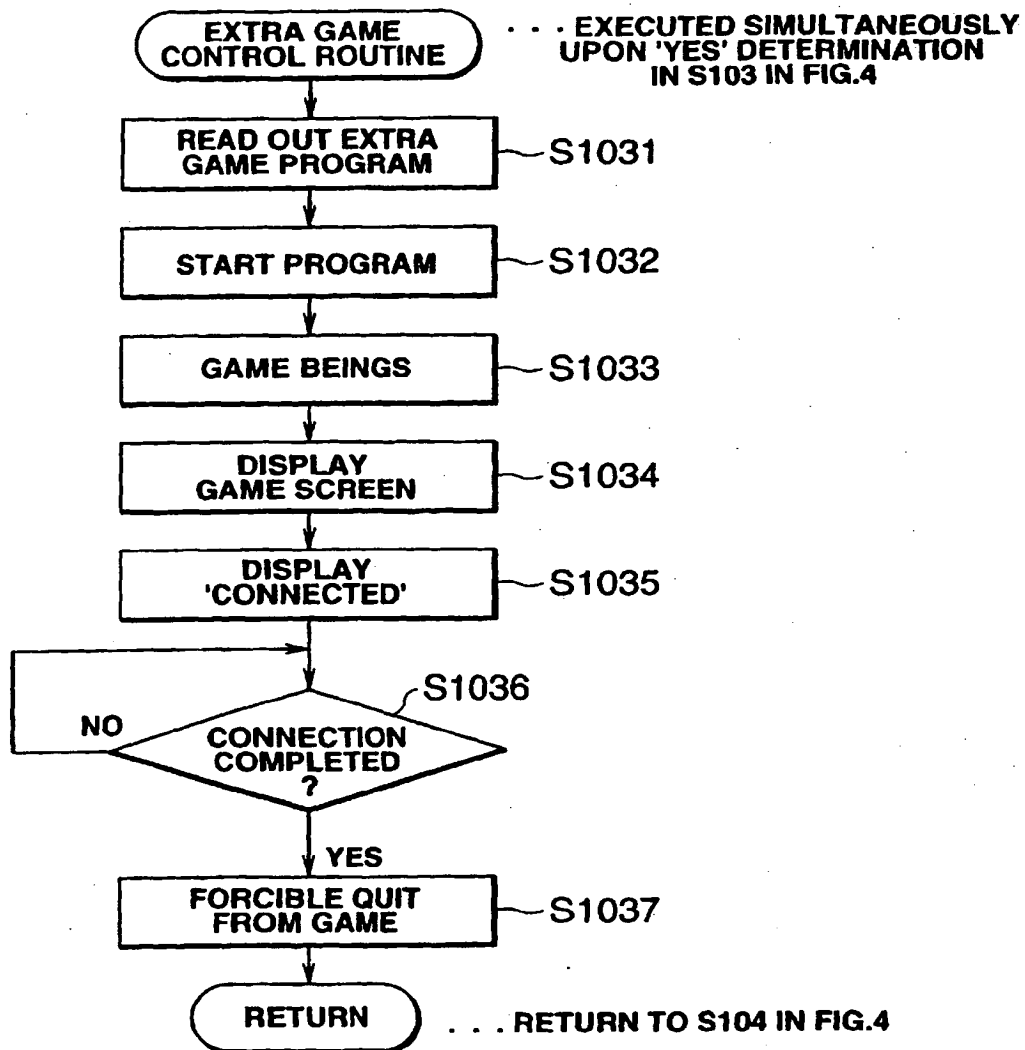 EXTRA GAME
CONTROL ROUTINE
. . . EXECUTED SIMULTANEOUSLY
UPON 'YES' DETERMINATION
IN S103 IN FIG.4
READ OUT EXTRA
GAME PROGRAM
S1031
START PROGRAM
S1032
GAME BEINGS
S1033
DISPLAY
GAME SCREEN
S1034
DISPLAY
'CONNECTED'
S1035
S1036
NO
CONNECTION
COMPLETED
?
YES
FORCIBLE QUIT
FROM GAME
S1037
RETURN
. . . RETURN TO S104 IN FIG.4